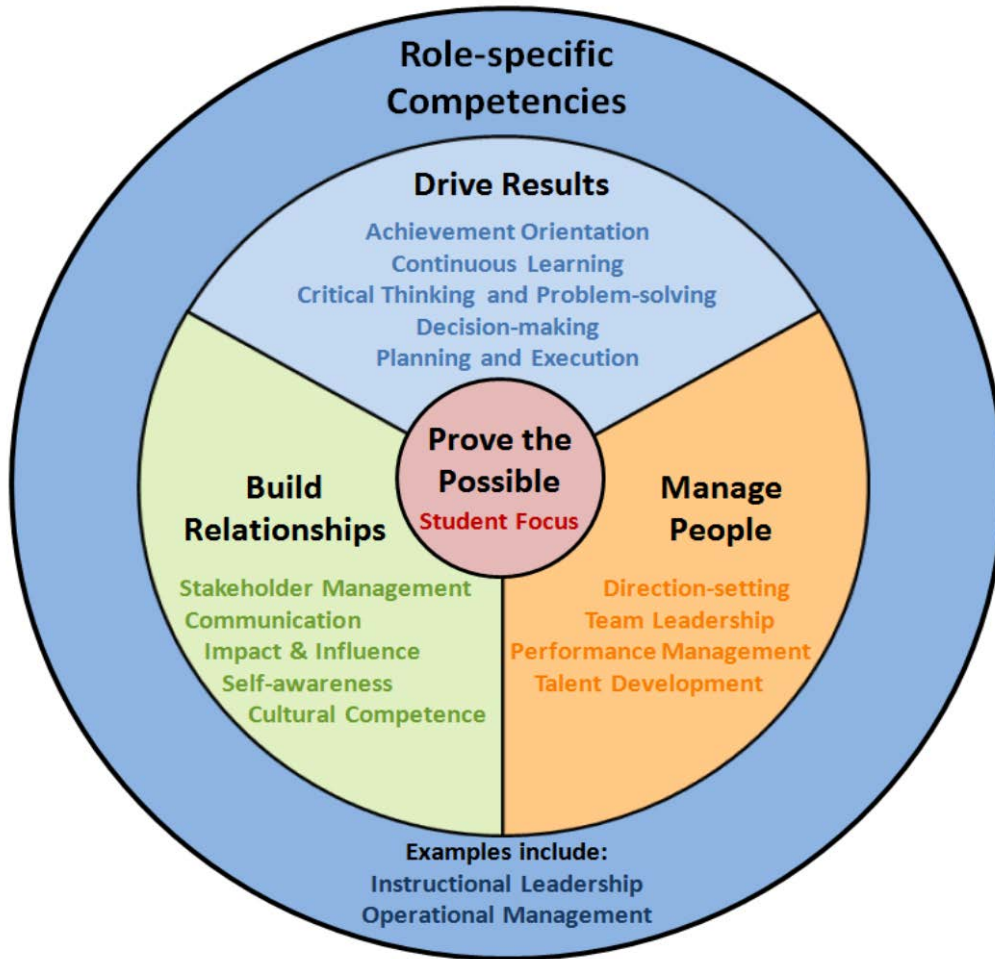 Role-specific
Competencies
Drive Results
Achievement Orientation
Continuous Learning
Critical Thinking and Problem-solving
Decision-making
Planning and Execution
Prove the
Possible
Student Focus
Build
Relationships
Stakeholder Management
Communication
Impact & Influence
Self-awareness
Cultural Competence
Manage
People
Direction-setting
Team Leadership
Performance Management
Talent Development
Examples include:
Instructional Leadership
Operational Management